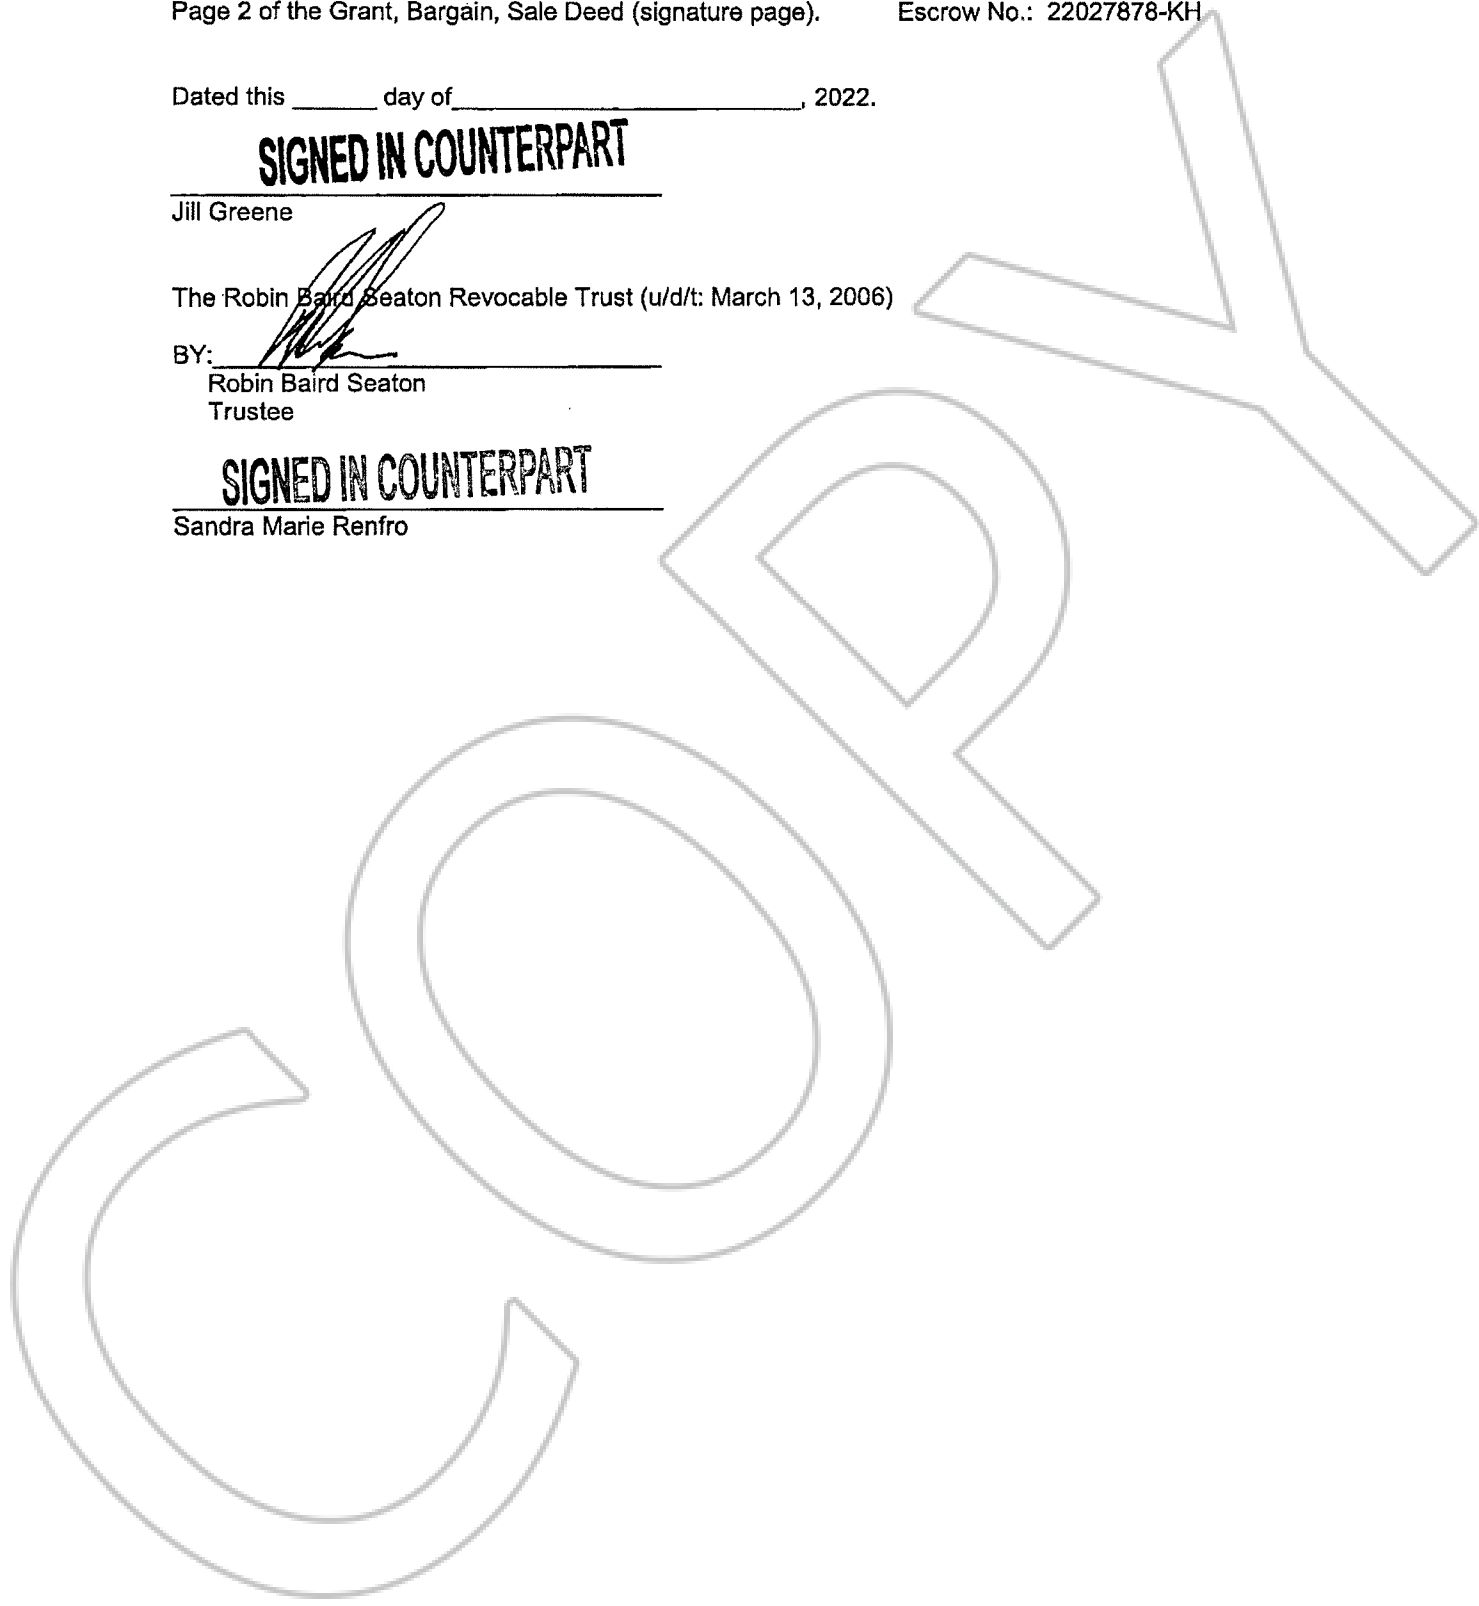 Page 2 of the Grant, Bargain, Sale Deed (signature page). Escrow No.: 22027878-KH
Dated this ______ day of_________________________, 2022.
SIGNED IN COUNTERPART
Jill Greene
The Robin Baird Seaton Revocable Trust (u/d/t: March 13, 2006)
BY:
Robin Baird Seaton
Trustee
SIGNED IN COUNTERPART
Sandra Marie Renfro
COPY